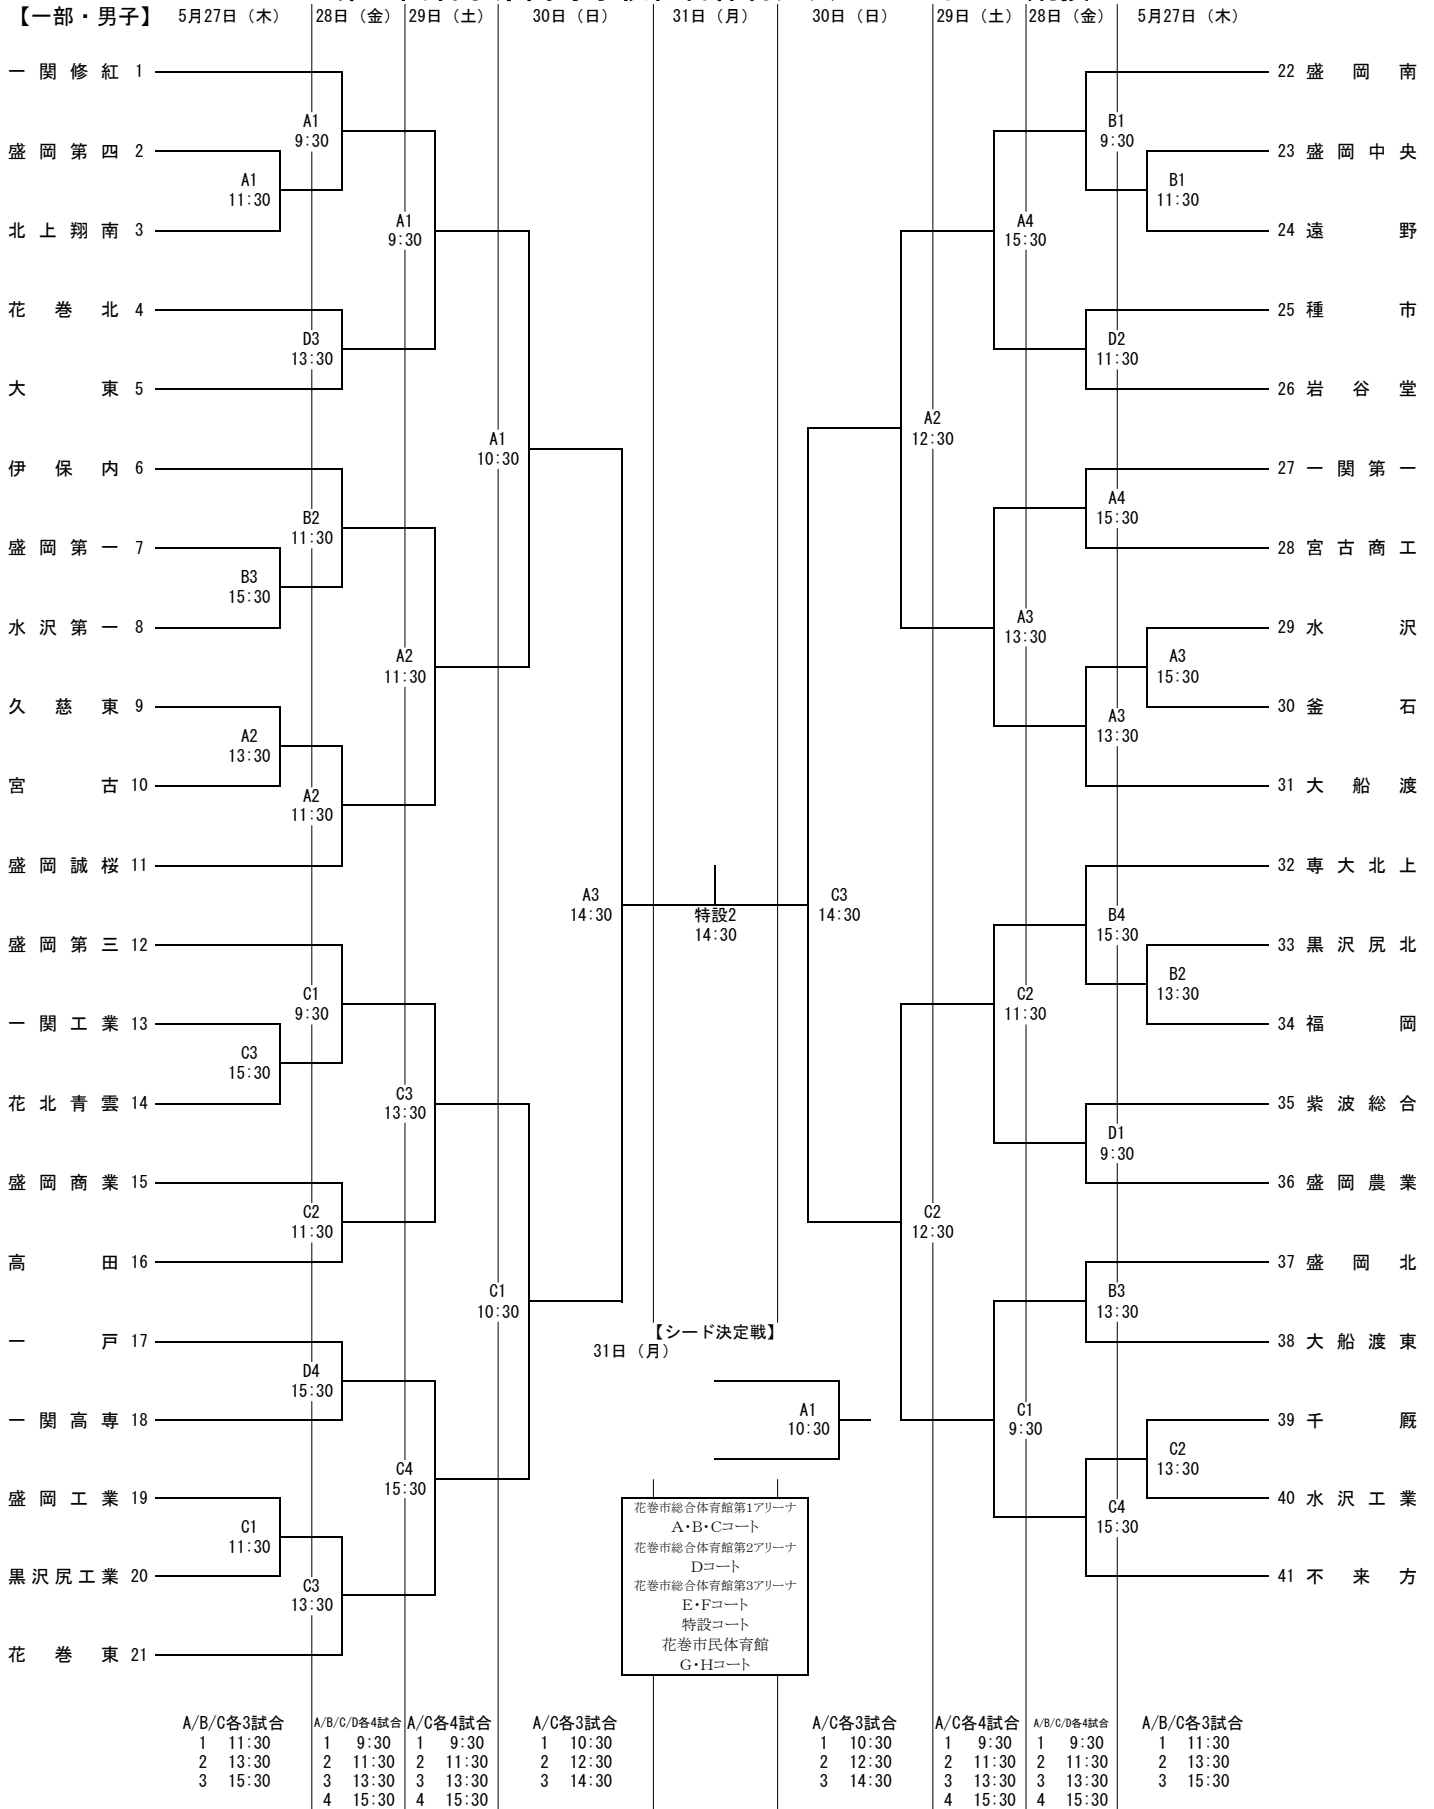 【一部・男子】 5月27日（木） 28日（金） 29日（土） 30日（日） 31日（月） 30日（日） 29日（土） 28日（金） 5月27日（木）
一関修紅 1
22 盛岡南
A1
9:30
B1
9:30
盛岡第四 2
23 盛岡中央
A1
11:30
B1
11:30
北上翔南 3
24 遠野
A1
9:30
A4
15:30
花巻北 4
25 種市
D3
13:30
D2
11:30
大東 5
26 岩谷堂
A1
10:30
A2
12:30
伊保内 6
27 一関第一
B2
11:30
A4
15:30
盛岡第一 7
28 宮古商工
B3
15:30
水沢第一 8
29 水沢
A3
13:30
A2
11:30
A3
15:30
久慈東 9
30 釜石
A2
13:30
A3
13:30
宮古 10
31 大船渡
A2
11:30
盛岡誠桜 11
32 専大北上
A3
14:30
特設2
14:30
C3
14:30
B4
15:30
盛岡第三 12
33 黒沢尻北
C1
9:30
C2
11:30
B2
13:30
一関工業 13
34 福岡
C3
15:30
花北青雲 14
35 紫波総合
C3
13:30
D1
9:30
盛岡商業 15
36 盛岡農業
C2
11:30
C2
12:30
高田 16
37 盛岡北
C1
10:30
B3
13:30
一戸 17
38 大船渡東
【シード決定戦】
31日（月）
D4
15:30
A1
10:30
一関高専 18
39 千厩
C1
9:30
C4
15:30
C2
13:30
盛岡工業 19
40 水沢工業
C1
11:30
C4
15:30
黒沢尻工業 20
41 不来方
C3
13:30
花巻東 21
花巻市総合体育館第1アリーナ
A・B・Cコート
花巻市総合体育館第2アリーナ
Dコート
花巻市総合体育館第3アリーナ
E・Fコート
特設コート
花巻市民体育館
G・Hコート
A/B/C各3試合 A/B/C/D各4試合 A/C各4試合 A/C各3試合 A/C各3試合 A/C各4試合 A/B/C/D各4試合 A/B/C各3試合
1 11:30 1 9:30 1 9:30 1 10:30 1 10:30 1 9:30 1 9:30 1 11:30
2 13:30 2 11:30 2 11:30 2 12:30 2 12:30 2 11:30 2 11:30 2 13:30
3 15:30 3 13:30 3 13:30 3 14:30 3 14:30 3 13:30 3 13:30 3 15:30
4 15:30 4 15:30 4 15:30 4 15:30